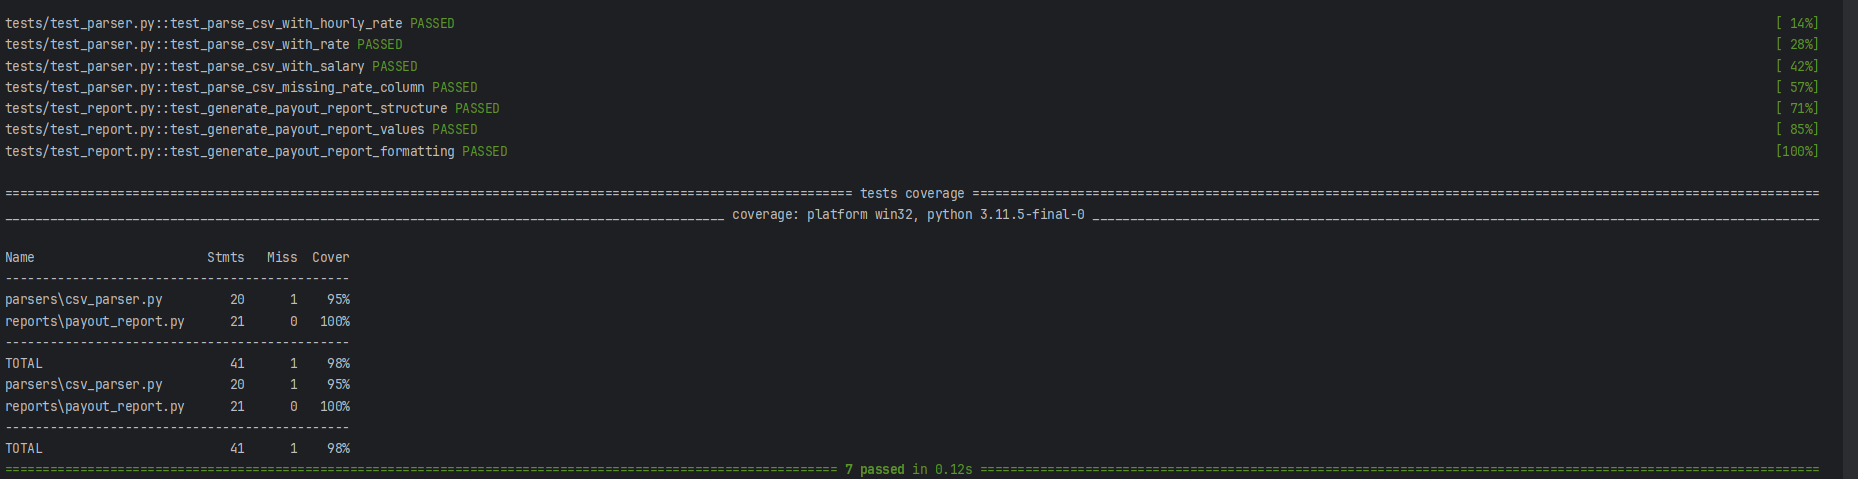 tests/test_parser.py::test_parse_csv_with_hourly_rate PASSED [ 14%]
tests/test_parser.py::test_parse_csv_with_rate PASSED [ 28%]
tests/test_parser.py::test_parse_csv_with_salary PASSED [ 42%]
tests/test_parser.py::test_parse_csv_missing_rate_column PASSED [ 57%]
tests/test_report.py::test_generate_payout_report_structure PASSED [ 71%]
tests/test_report.py::test_generate_payout_report_values PASSED [ 85%]
tests/test_report.py::test_generate_payout_report_formatting PASSED [100%]
================ tests coverage ================
________________ coverage: platform win32, python 3.11.5-final-0 ________________
Name Stmts Miss Cover
----------------------------------------------
parsers\csv_parser.py 20 1 95%
reports\payout_report.py 21 0 100%
----------------------------------------------
TOTAL 41 1 98%
parsers\csv_parser.py 20 1 95%
reports\payout_report.py 21 0 100%
----------------------------------------------
TOTAL 41 1 98%
================ 7 passed in 0.12s ================